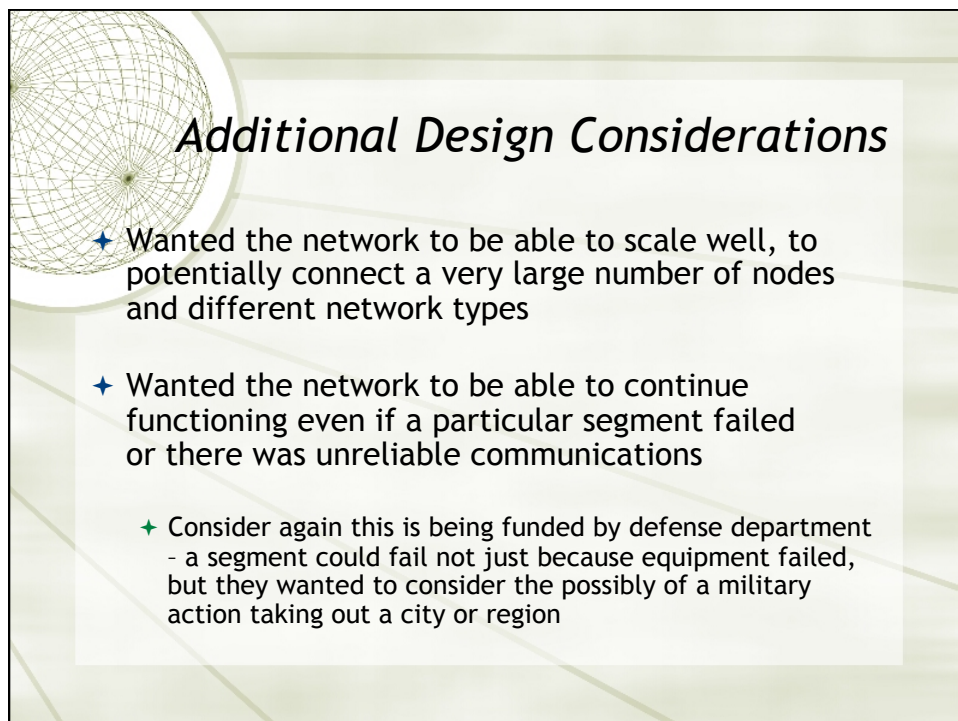 Additional Design Considerations
Wanted the network to be able to scale well, to
potentially connect a very large number of nodes
and different network types
Wanted the network to be able to continue
functioning even if a particular segment failed
or there was unreliable communications
Consider again this is being funded by defense department
– a segment could fail not just because equipment failed,
but they wanted to consider the possibly of a military
action taking out a city or region